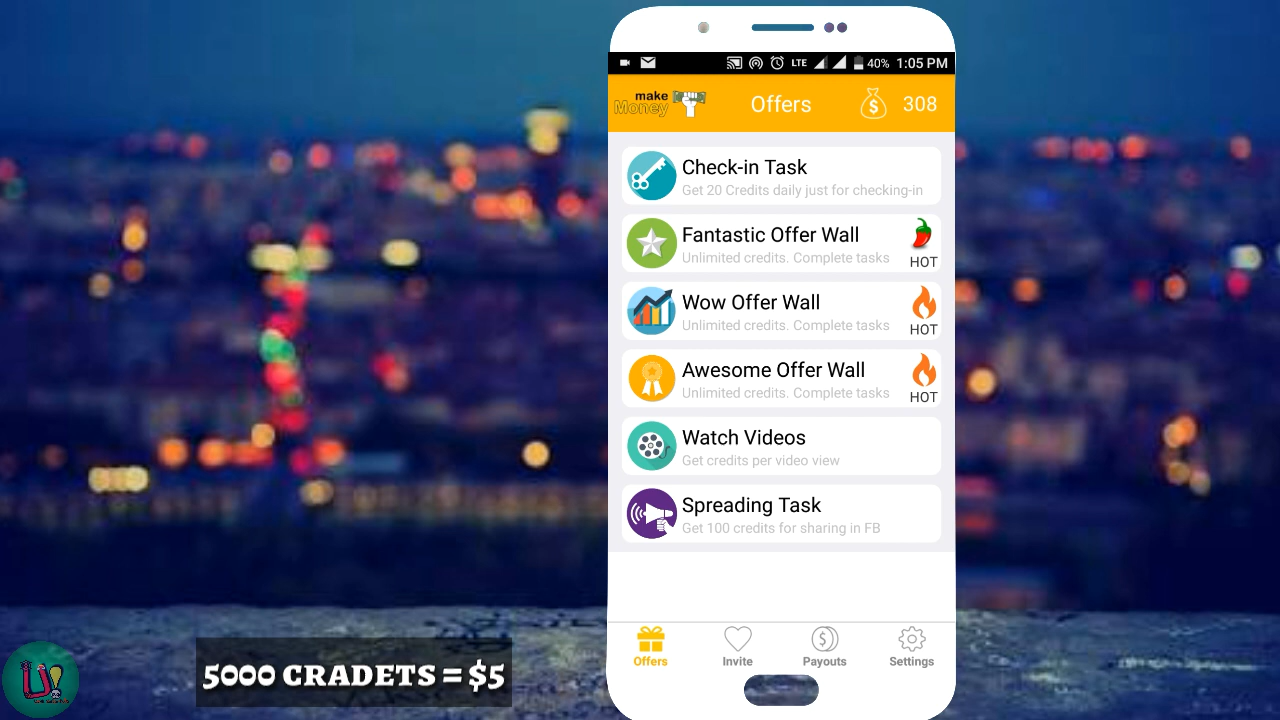 LTE 40% 1:05 PM
make
Money
Offers
308
Check-in Task
Get 20 Credits daily just for checking-in
Fantastic Offer Wall
Unlimited credits. Complete tasks
HOT
Wow Offer Wall
Unlimited credits. Complete tasks
HOT
Awesome Offer Wall
Unlimited credits. Complete tasks
HOT
Watch Videos
Get credits per video view
Spreading Task
Get 100 credits for sharing in FB
Offers
Invite
Payouts
Settings
5000 CRADETS = $5